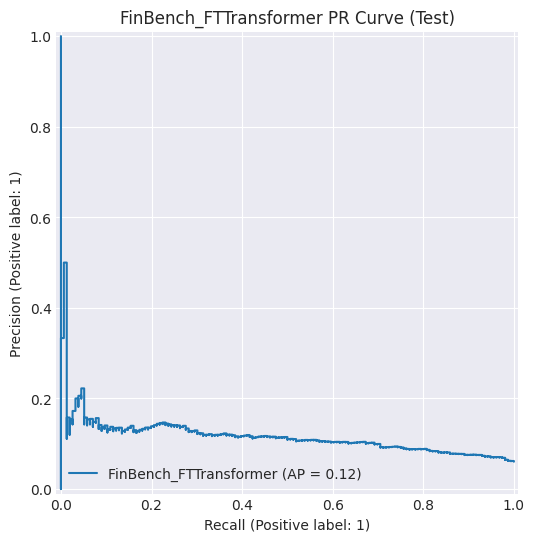 FinBench_FTTransformer PR Curve (Test)
1.0
0.8
0.6
0.4
0.2
0.0
Precision (Positive label: 1)
FinBench_FTTransformer (AP = 0.12)
0.0 0.2 0.4 0.6 0.8 1.0
Recall (Positive label: 1)